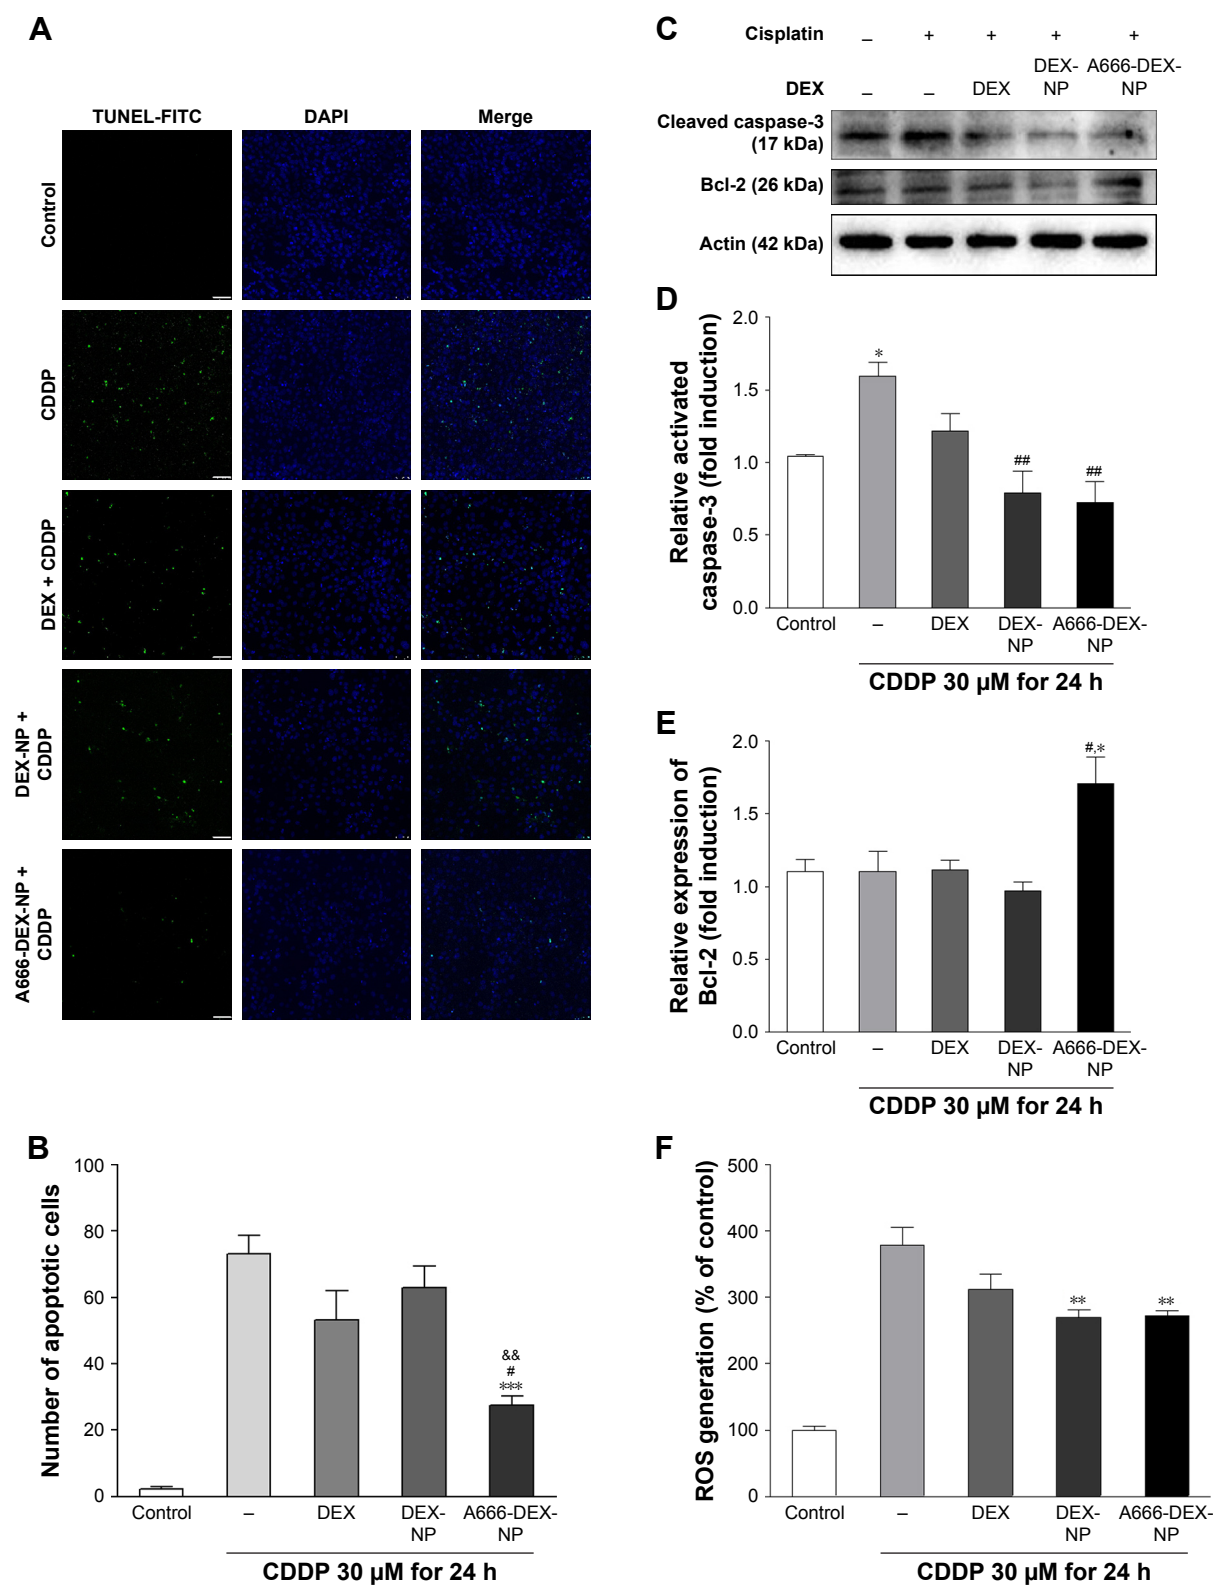 A
TUNEL-FITC
DAPI
Merge
Control
CDDP
DEX + CDDP
DEX-NP +
CDDP
A666-DEX-NP +
CDDP
B
Number of apoptotic cells
100
80
60
40
20
0
&&
#
***
Control
–
DEX
DEX-
NP
A666-DEX-
NP
CDDP 30 µM for 24 h
C
Cisplatin
–
+
+
+
+
DEX
–
–
DEX
DEX-
NP
A666-DEX-
NP
Cleaved caspase-3
(17 kDa)
Bcl-2 (26 kDa)
Actin (42 kDa)
D
Relative activated
caspase-3 (fold induction)
2.0
1.5
1.0
0.5
0.0
*
##
##
Control
–
DEX
DEX-
NP
A666-DEX-
NP
CDDP 30 µM for 24 h
E
Relative expression of
Bcl-2 (fold induction)
2.0
1.5
1.0
0.5
0.0
#,*
Control
–
DEX
DEX-
NP
A666-DEX-
NP
CDDP 30 µM for 24 h
F
ROS generation (% of control)
500
400
300
200
100
0
**
**
Control
–
DEX
DEX-
NP
A666-DEX-
NP
CDDP 30 µM for 24 h